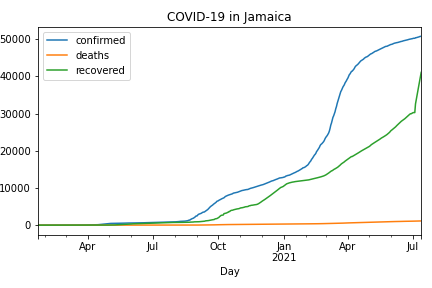 COVID-19 in Jamaica
confirmed
deaths
recovered
50000
40000
30000
20000
10000
0
Apr Jul Oct Jan Apr Jul
2021
Day